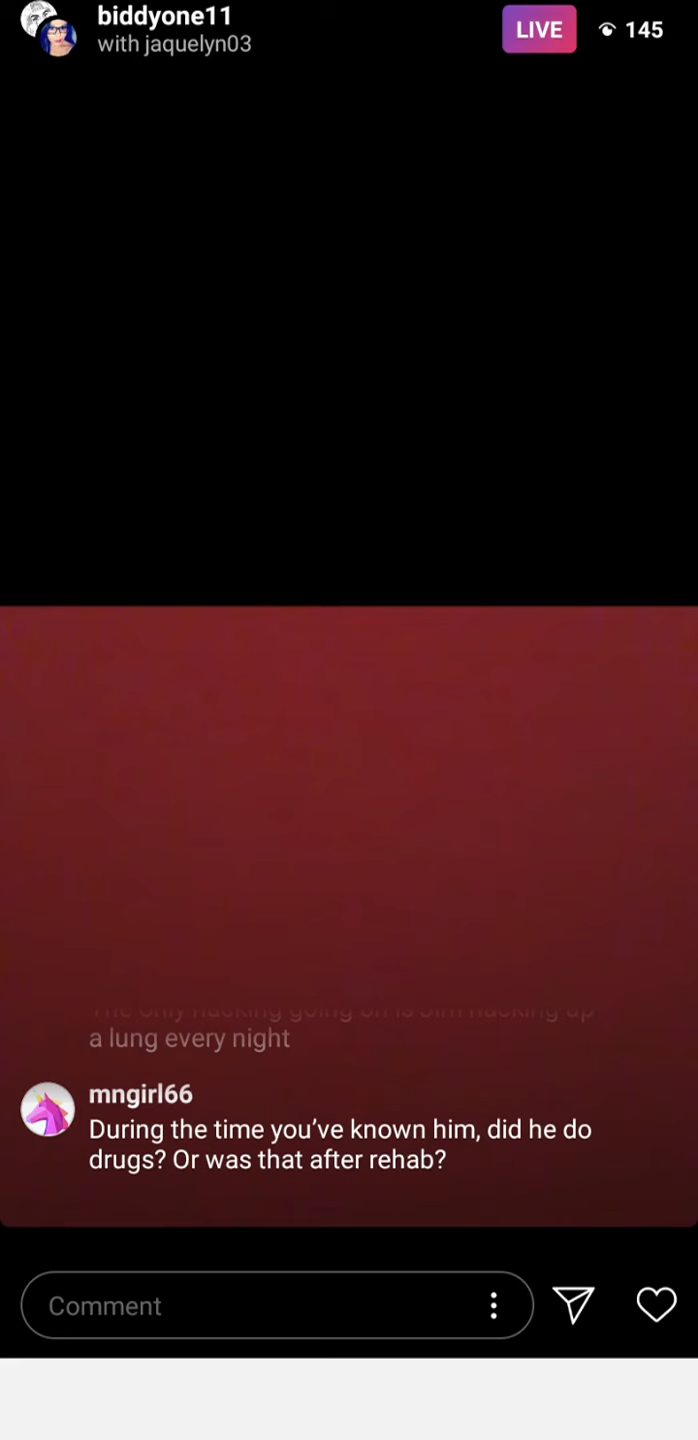 biddyone11
with jaquelyn03
LIVE
145
The only hacking going on is Jim hacking up
a lung every night
mngirl66
During the time you’ve known him, did he do
drugs? Or was that after rehab?
Comment